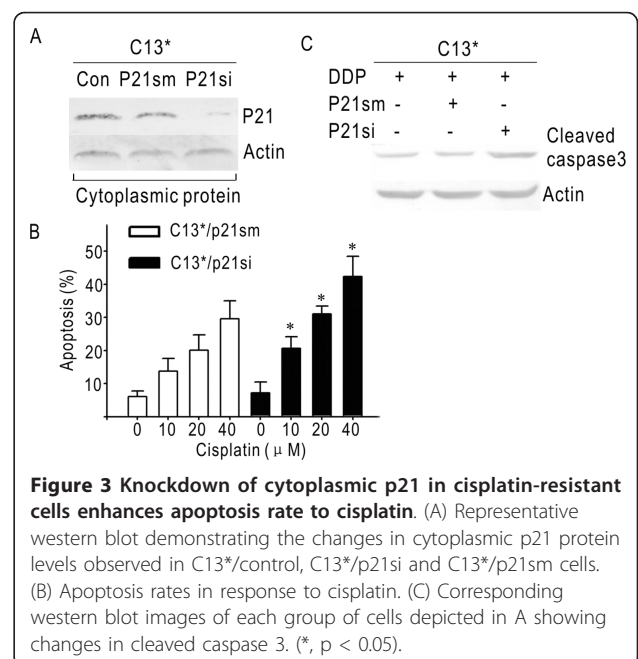 A
C13*
Con P21sm P21si
P21
Actin
Cytoplasmic protein
C
C13*
DDP + + +
P21sm - + -
P21si - - +
Cleaved
caspase3
Actin
B
C13*/p21sm
C13*/p21si
Apoptosis (%)
50
40
30
20
10
* * *
0 10 20 40 0 10 20 40
Cisplatin (μM)
Figure 3 Knockdown of cytoplasmic p21 in cisplatin-resistant
cells enhances apoptosis rate to cisplatin. (A) Representative
western blot demonstrating the changes in cytoplasmic p21 protein
levels observed in C13*/control, C13*/p21si and C13*/p21sm cells.
(B) Apoptosis rates in response to cisplatin. (C) Corresponding
western blot images of each group of cells depicted in A showing
changes in cleaved caspase 3. (*, p < 0.05).